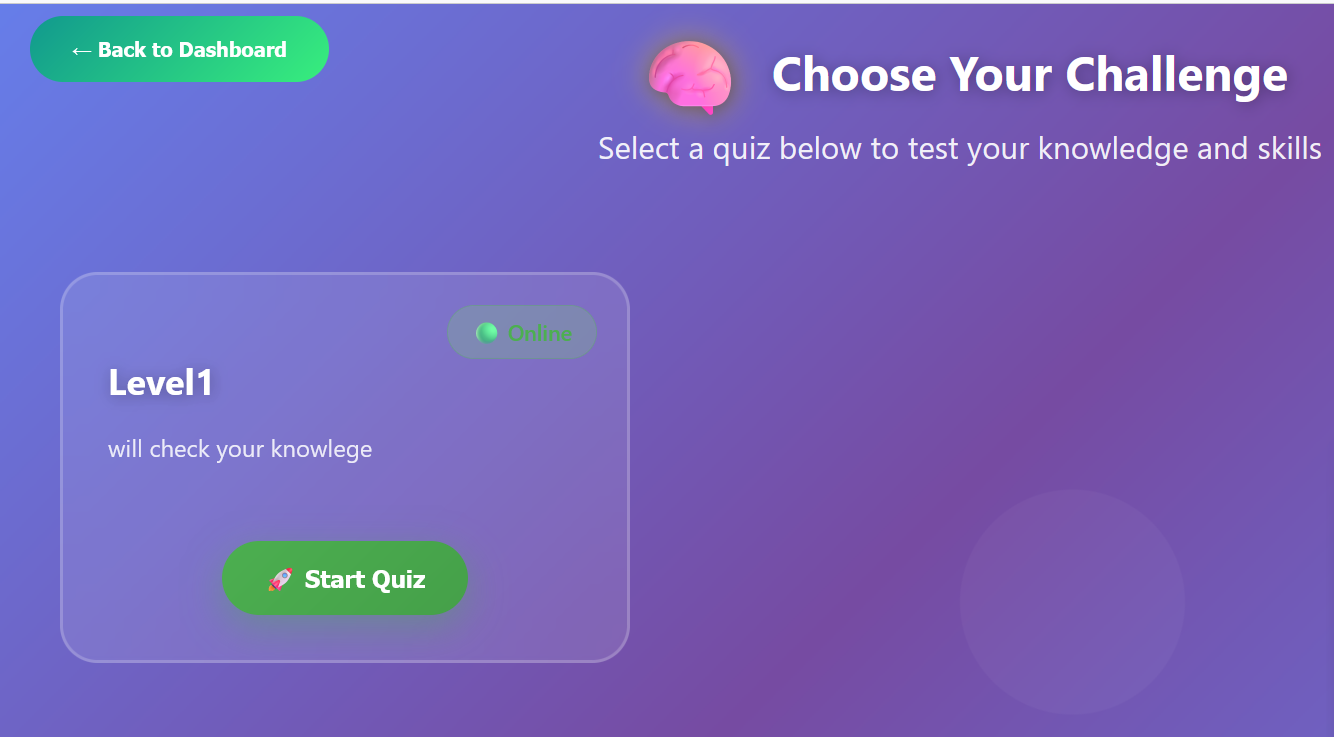 ← Back to Dashboard
Choose Your Challenge
Select a quiz below to test your knowledge and skills
Online
Level1
will check your knowlege
🚀 Start Quiz